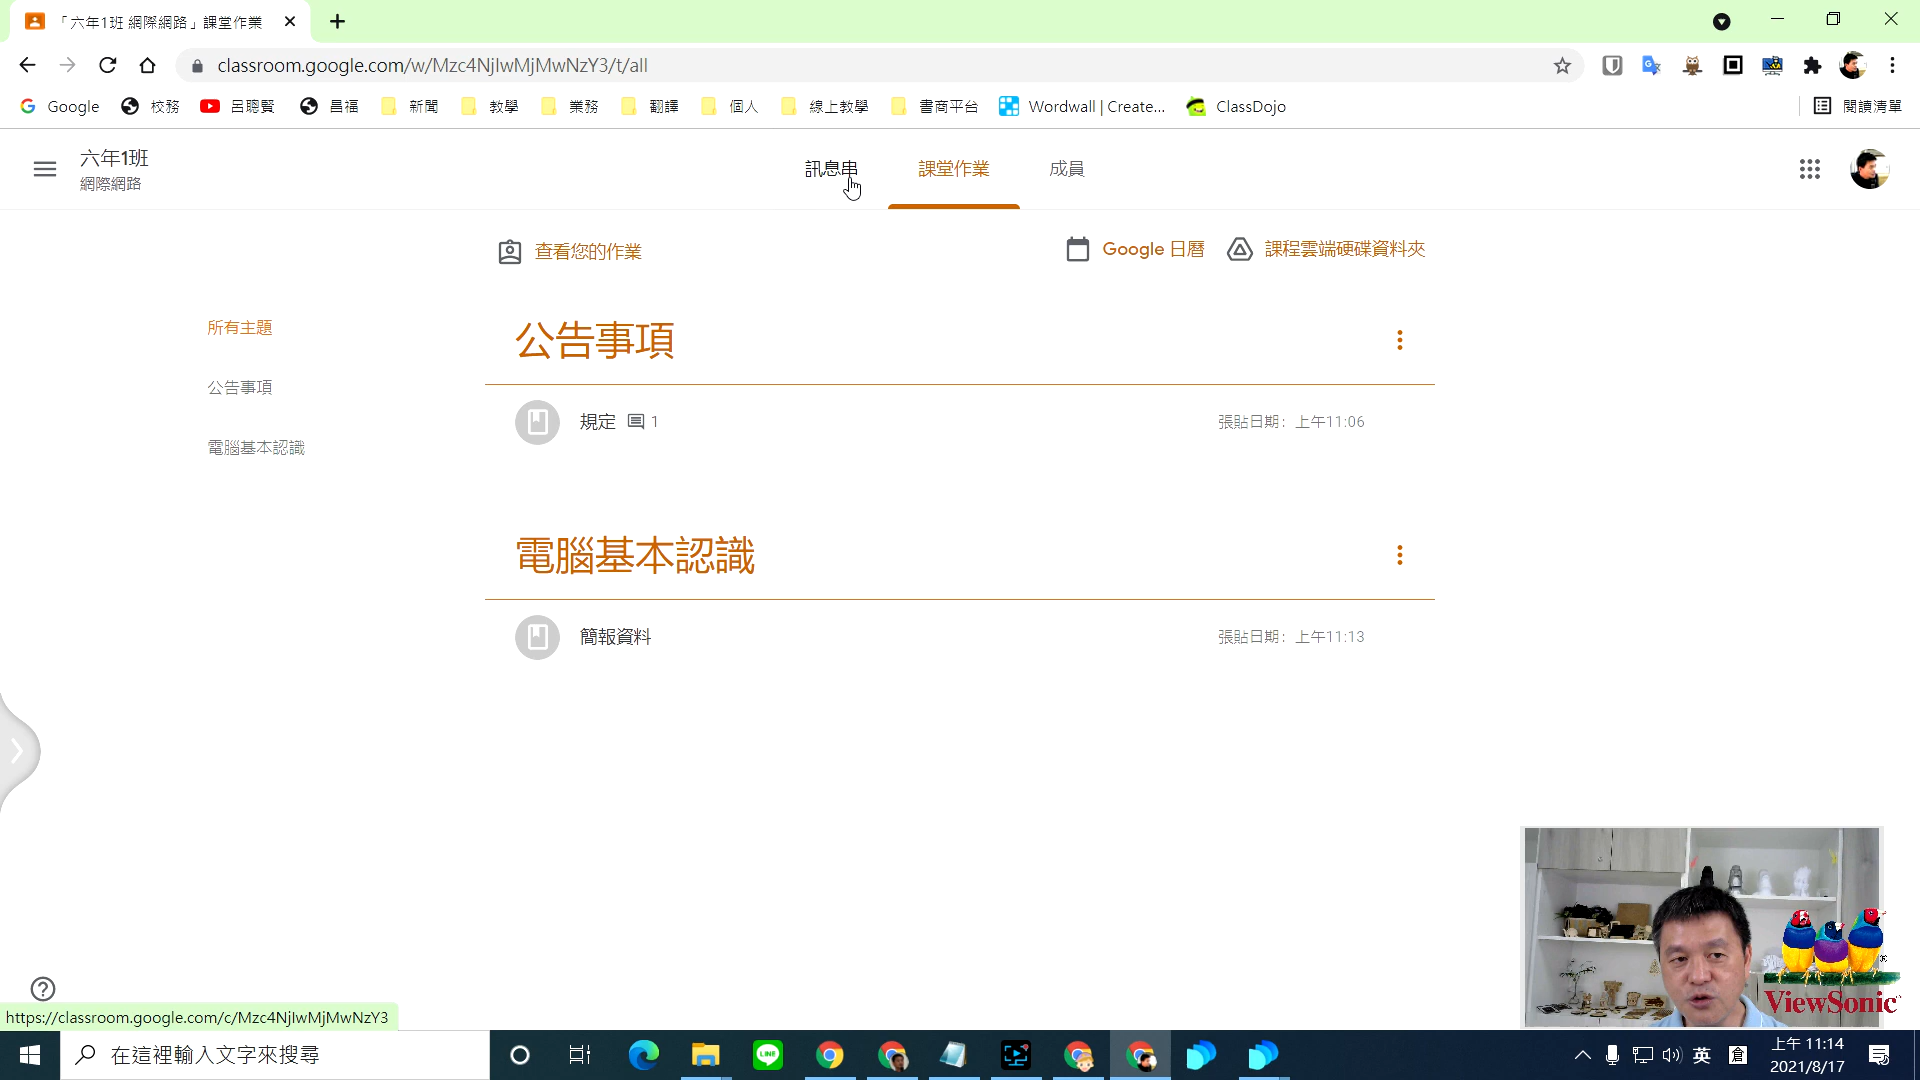 「六年1班 網際網路」課堂作業
classroom.google.com/w/Mzc4NjIwMjMwNzY3/t/all
Google 校務 呂聰賢 昌福 新聞 教學 業務 翻譯 個人 線上教學 書商平台 Wordwall | Create... ClassDojo 閱讀清單
六年1班
網際網路
訊息串 課堂作業 成員
查看您的作業 Google 日曆 課程雲端硬碟資料夾
所有主題
公告事項
電腦基本認識
公告事項
規定 1 張貼日期：上午11:06
電腦基本認識
簡報資料 張貼日期：上午11:13
ViewSonic
https://classroom.google.com/c/Mzc4NjIwMjMwNzY3
在這裡輸入文字來搜尋
LINE
英 倉
上午 11:14
2021/8/17